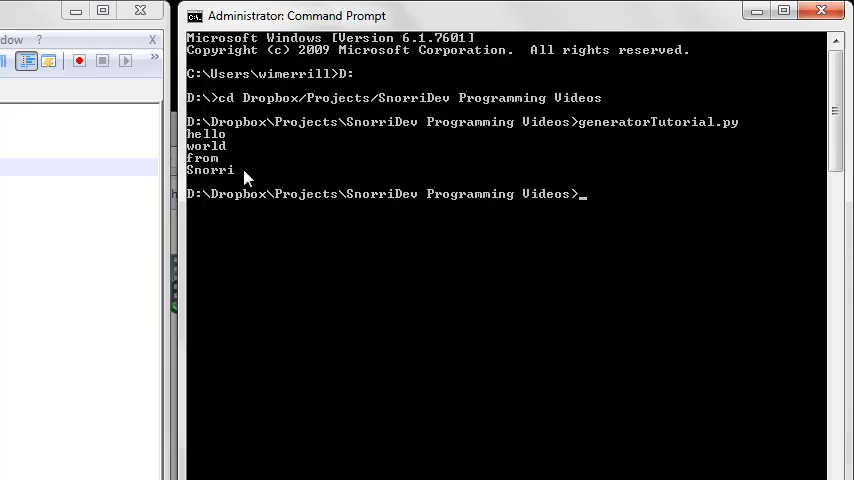 dow ?
Administrator: Command Prompt
Microsoft Windows [Version 6.1.7601]
Copyright (c) 2009 Microsoft Corporation. All rights reserved.
C:\Users\wimerrill>D:
D:\>cd Dropbox/Projects/SnorriDev Programming Videos
D:\Dropbox\Projects\SnorriDev Programming Videos>generatorTutorial.py
hello
world
from
Snorri
D:\Dropbox\Projects\SnorriDev Programming Videos>_